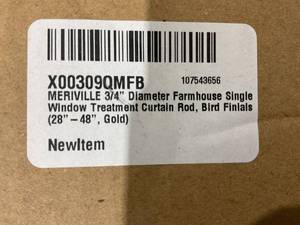 X00309QMFB
107543656
MERIVILLE 3/4" Diameter Farmhouse Single
Window Treatment Curtain Rod, Bird Finials
(28" – 48", Gold)
NewItem